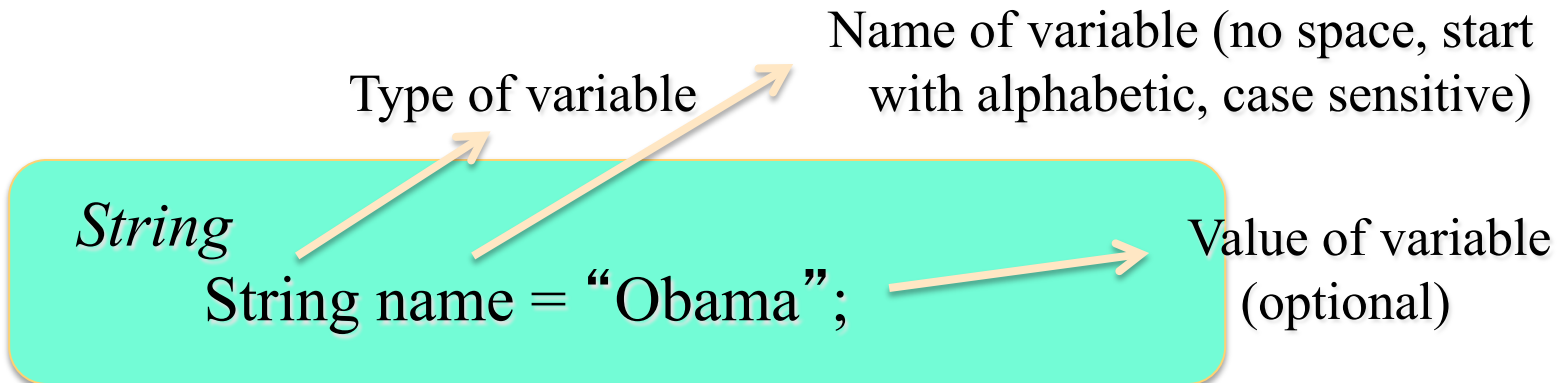 Name of variable (no space, start
with alphabetic, case sensitive)
Type of variable
String
String name = “Obama”;
Value of variable
(optional)